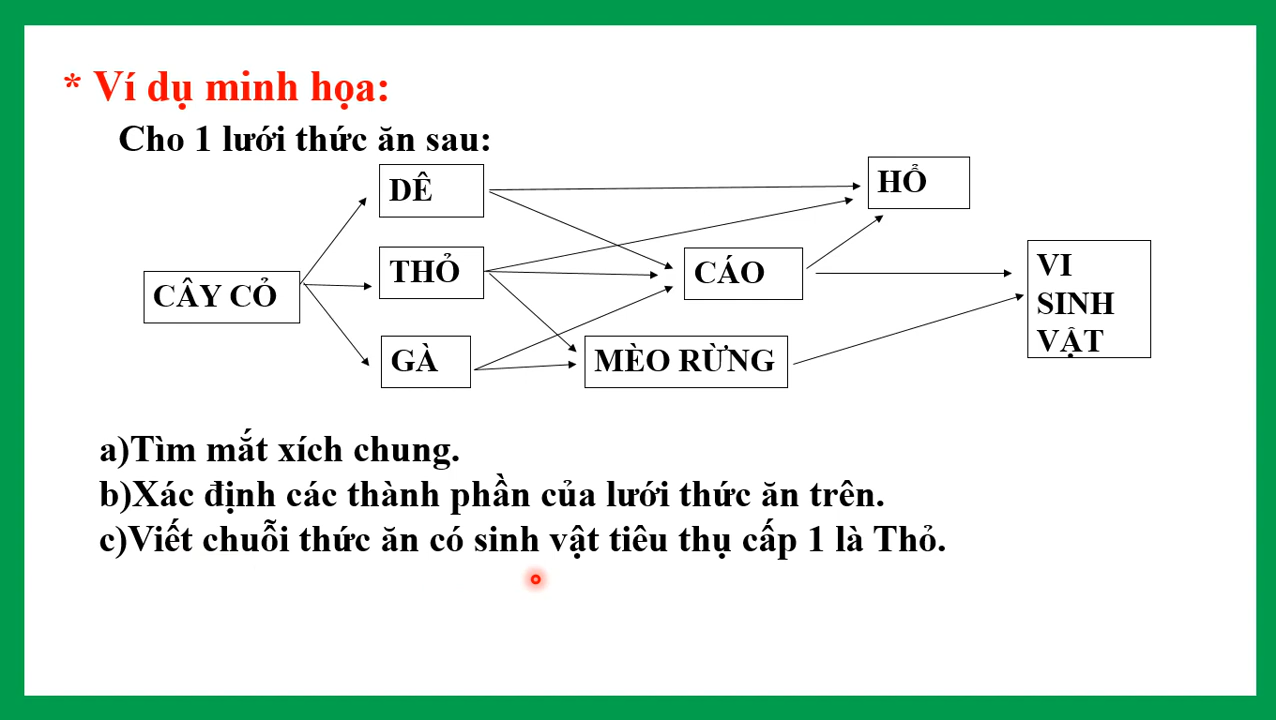 * Ví dụ minh họa:
Cho 1 lưới thức ăn sau:
DÊ
HỔ
THỎ
CÁO
VI
SINH
VẬT
CÂY CỎ
GÀ
MÈO RỪNG
a)Tìm mắt xích chung.
b)Xác định các thành phần của lưới thức ăn trên.
c)Viết chuỗi thức ăn có sinh vật tiêu thụ cấp 1 là Thỏ.